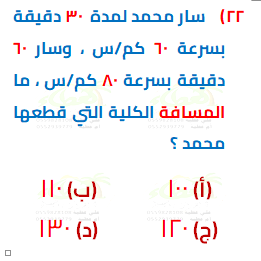 ٢٢) سار محمد لمدة ٣٠ دقيقة
بسرعة ٦٠ كم/س ، وسار ٦٠
دقيقة بسرعة ٨٠ كم/س ، ما
المسافة الكلية التي قطعها
محمد ؟
(أ) ١٠٠ (ب) ١١٠
(ج) ١٢٠ (د) ١٣٠